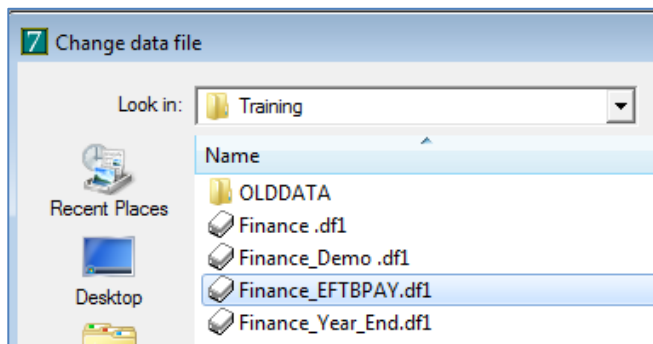 7 Change data file
Look in: Training
Name
Recent Places
OLDDATA
Finance .df1
Finance_Demo .df1
Desktop
Finance_EFTBPAY.df1
Finance_Year_End.df1